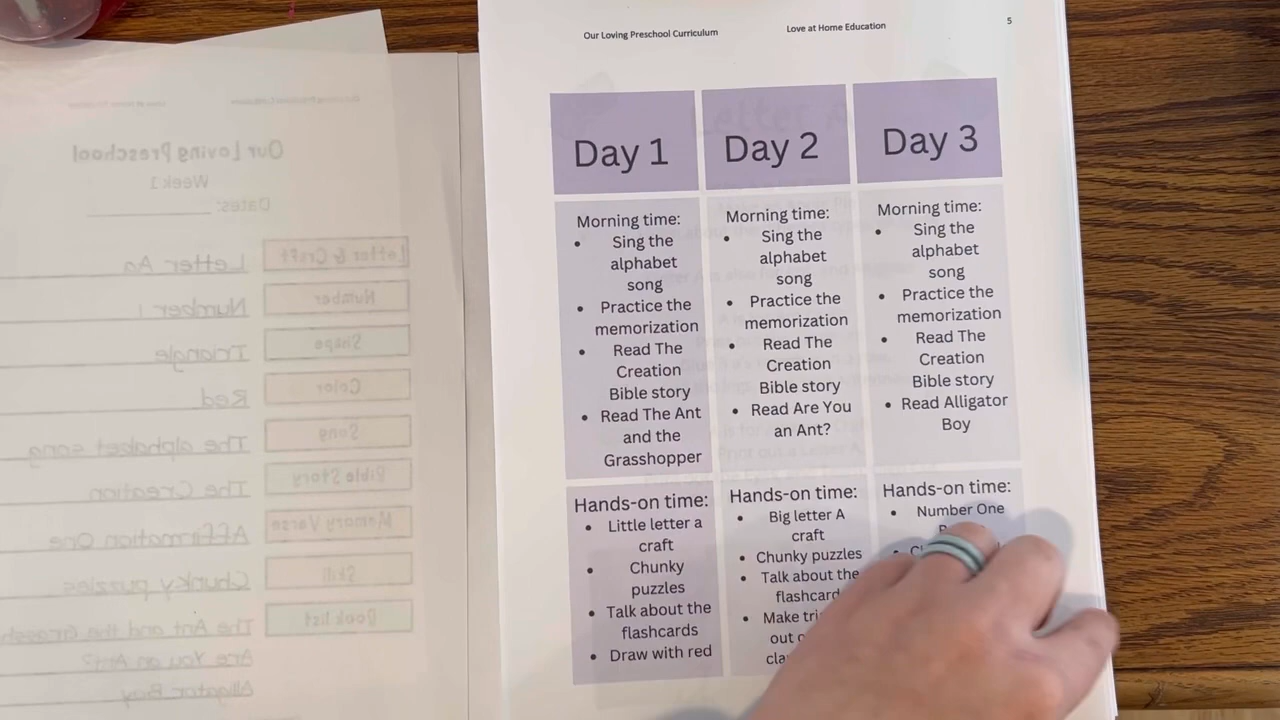 Our Loving Preschool Curriculum
Love at Home Education
5
Day 1
Morning time:
• Sing the
alphabet
song
• Practice the
memorization
• Read The
Creation
Bible story
• Read The Ant
and the
Grasshopper
Hands-on time:
• Little letter a
craft
• Chunky
puzzles
• Talk about the
flashcards
• Draw with red
Day 2
Morning time:
• Sing the
alphabet
song
• Practice the
memorization
• Read The
Creation
Bible story
• Read Are You
an Ant?
Hands-on time:
• Big letter A
craft
• Chunky puzzles
• Talk about the
• Make
out
Day 3
Morning time:
• Sing the
alphabet
song
• Practice the
memorization
• Read The
Creation
Bible story
• Read Alligator
Boy
Hands-on time:
• Number One
Our Loving Preschool
Week 1
Dates:
Letter & Craft Letter Aa
Number Number 1
Shape Triangle
Color Red
Song The alphabet song
Bible Story The Creation
Memory Verse Affirmation One
Skill Chunky puzzles
Book list The Ant and the
Are You an Ant?
Alligator Boy